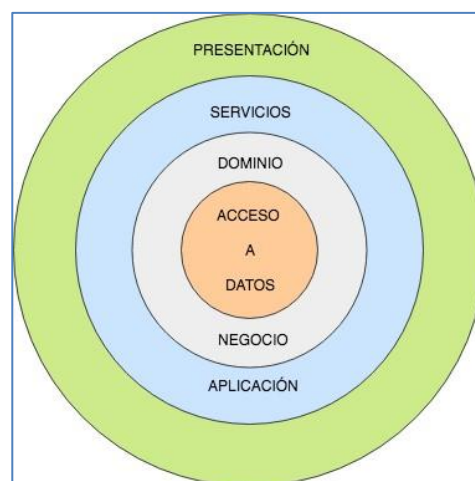 PRESENTACIÓN
SERVICIOS
DOMINIO
ACCESO
A
DATOS
NEGOCIO
APLICACIÓN